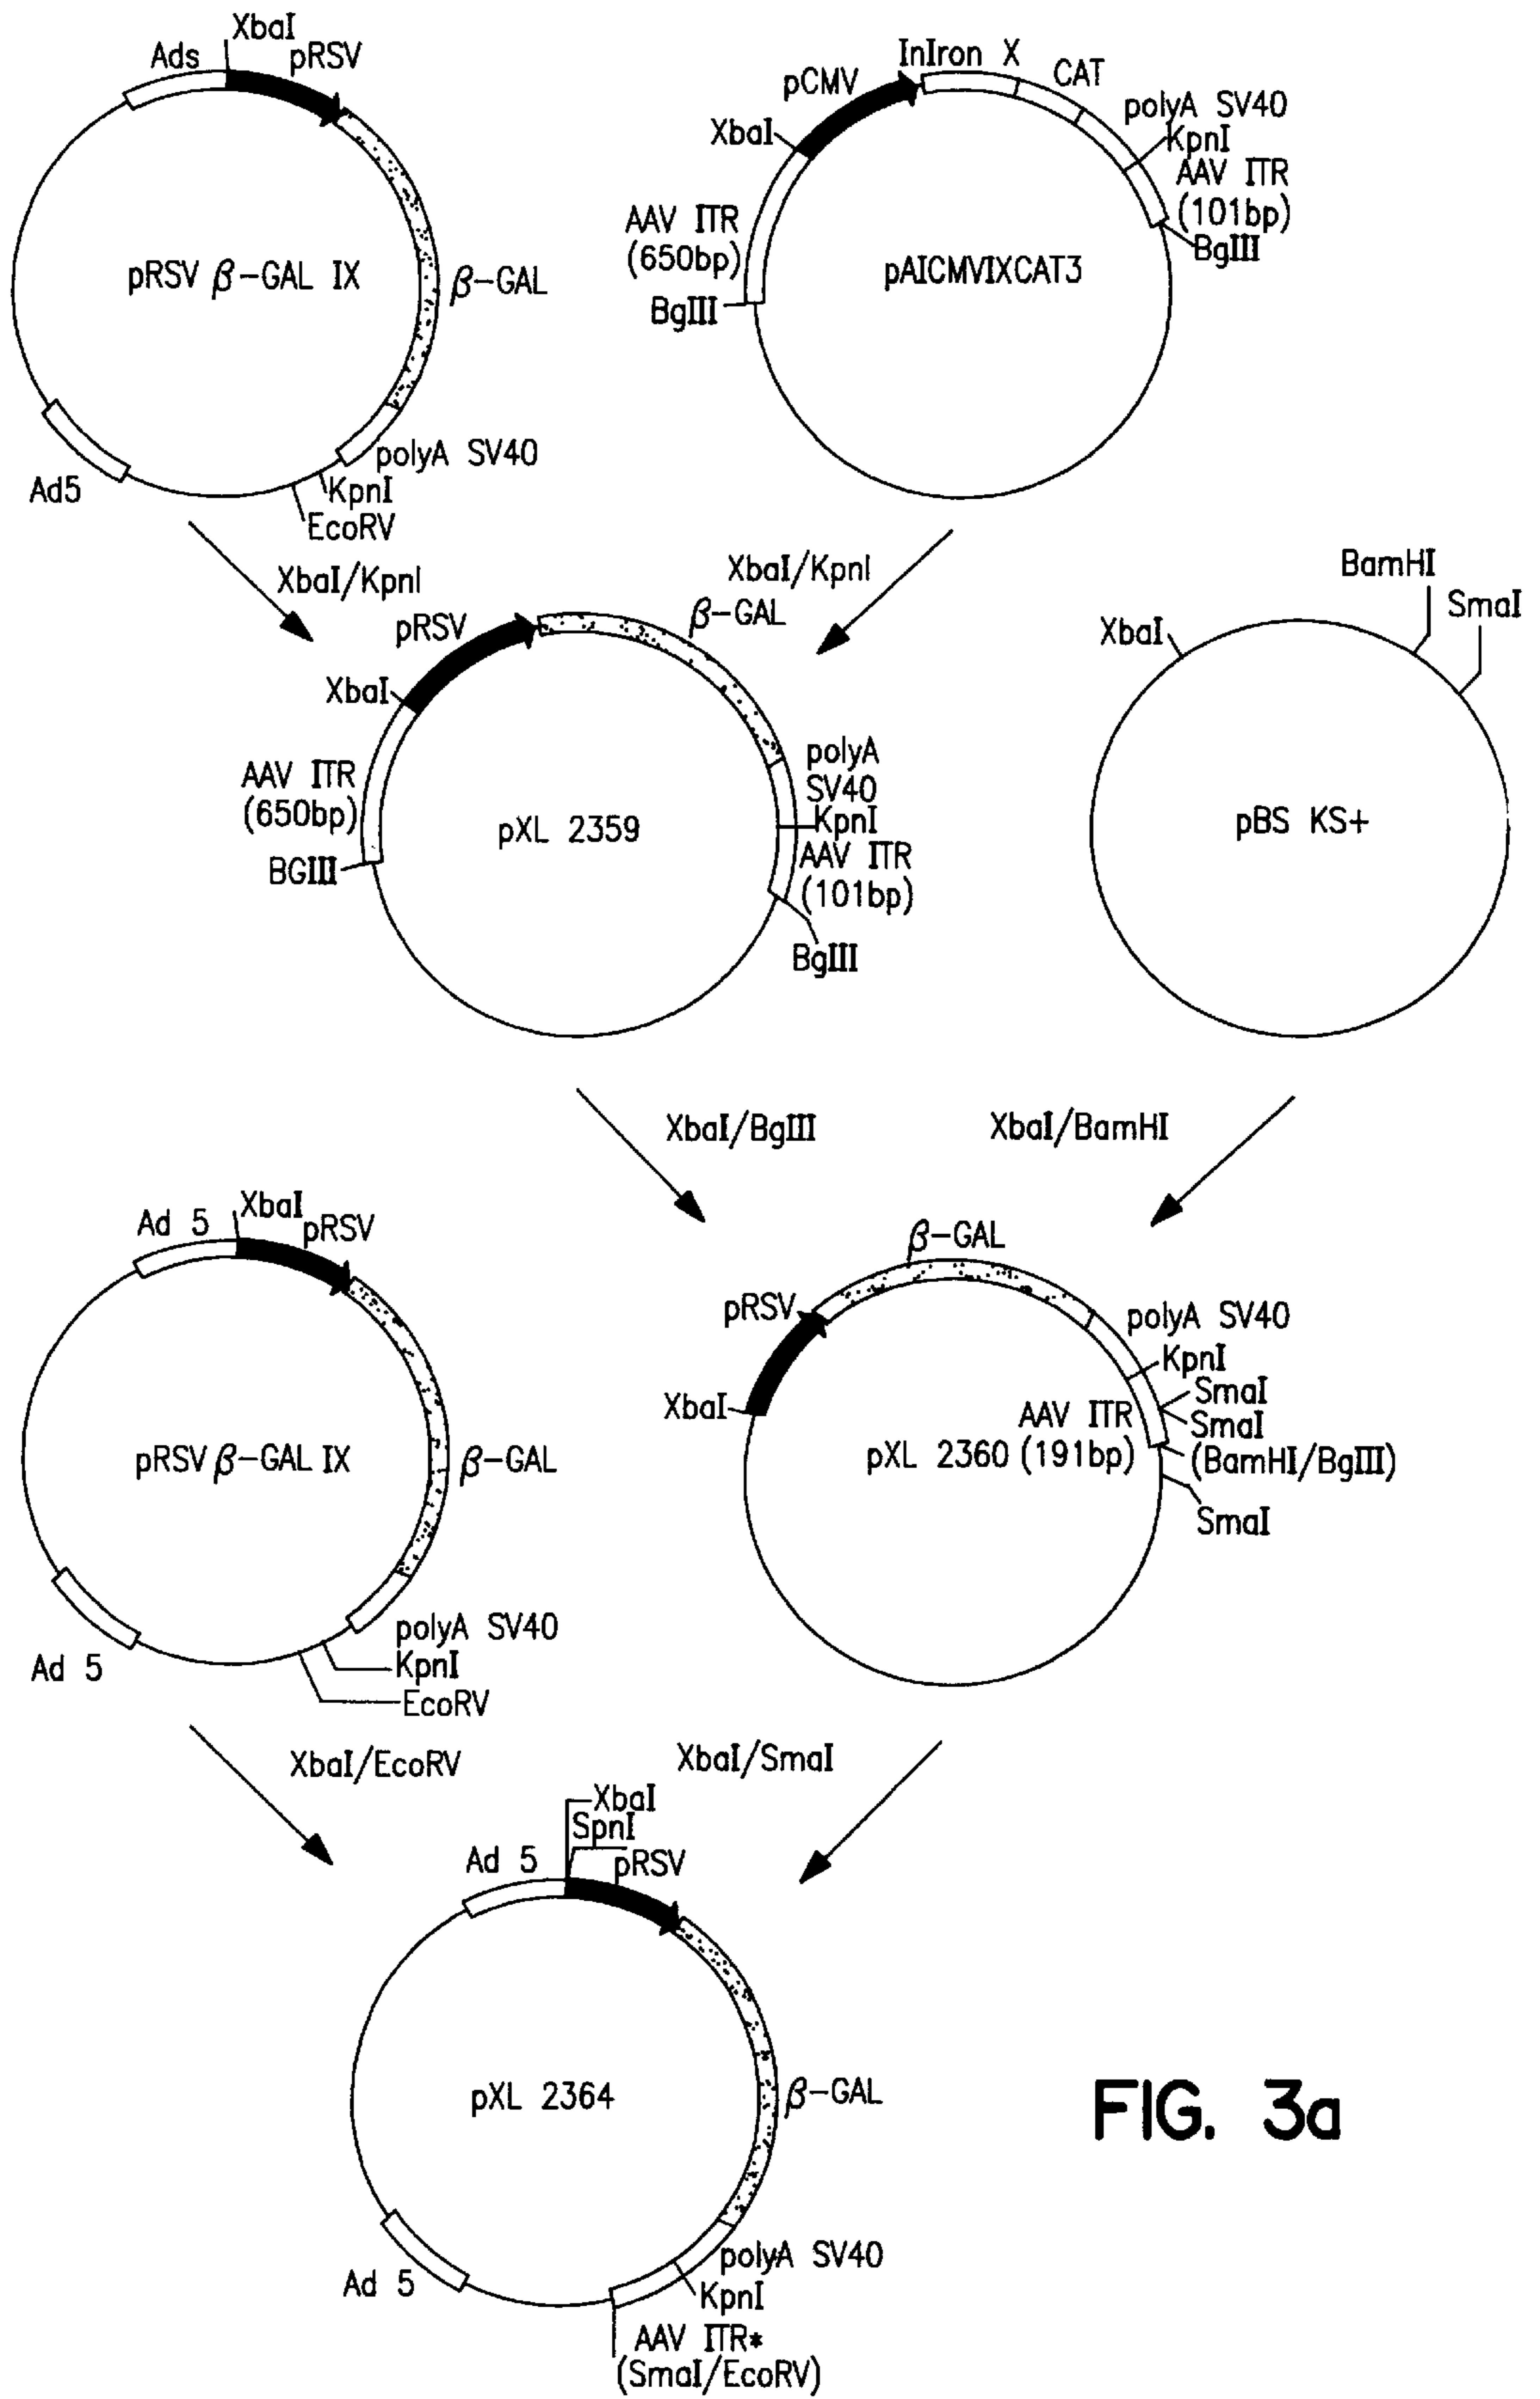 Ads
XbaI
pRSV
pRSV β-GAL IX
β-GAL
polyA SV40
KpnI
EcoRV
Ad5
InIron X
pCMV
CAT
XbaI
polyA SV40
KpnI
AAV ITR
(101bp)
BglII
AAV ITR
(650bp)
BglII
pAICMVIXCAT3
XbaI/KpnI
XbaI/KpnI
pRSV
β-GAL
XbaI
AAV ITR
(650bp)
BGIII
pXL 2359
polyA
SV40
KpnI
AAV ITR
(101bp)
BglII
BamHI
SmaI
XbaI
pBS KS+
XbaI/BglII
XbaI/BamHI
Ad 5
XbaI
pRSV
pRSV β-GAL IX
β-GAL
polyA SV40
KpnI
EcoRV
Ad 5
β-GAL
pRSV
polyA SV40
KpnI
XbaI
SmaI
SmaI
AAV ITR
pXL 2360 (191bp)
(BamHI/BglII)
SmaI
XbaI/EcoRV
XbaI/SmaI
XbaI
SpnI
Ad 5
pRSV
pXL 2364
β-GAL
polyA SV40
KpnI
Ad 5
AAV ITR*
(SmaI/EcoRV)
FIG. 3a